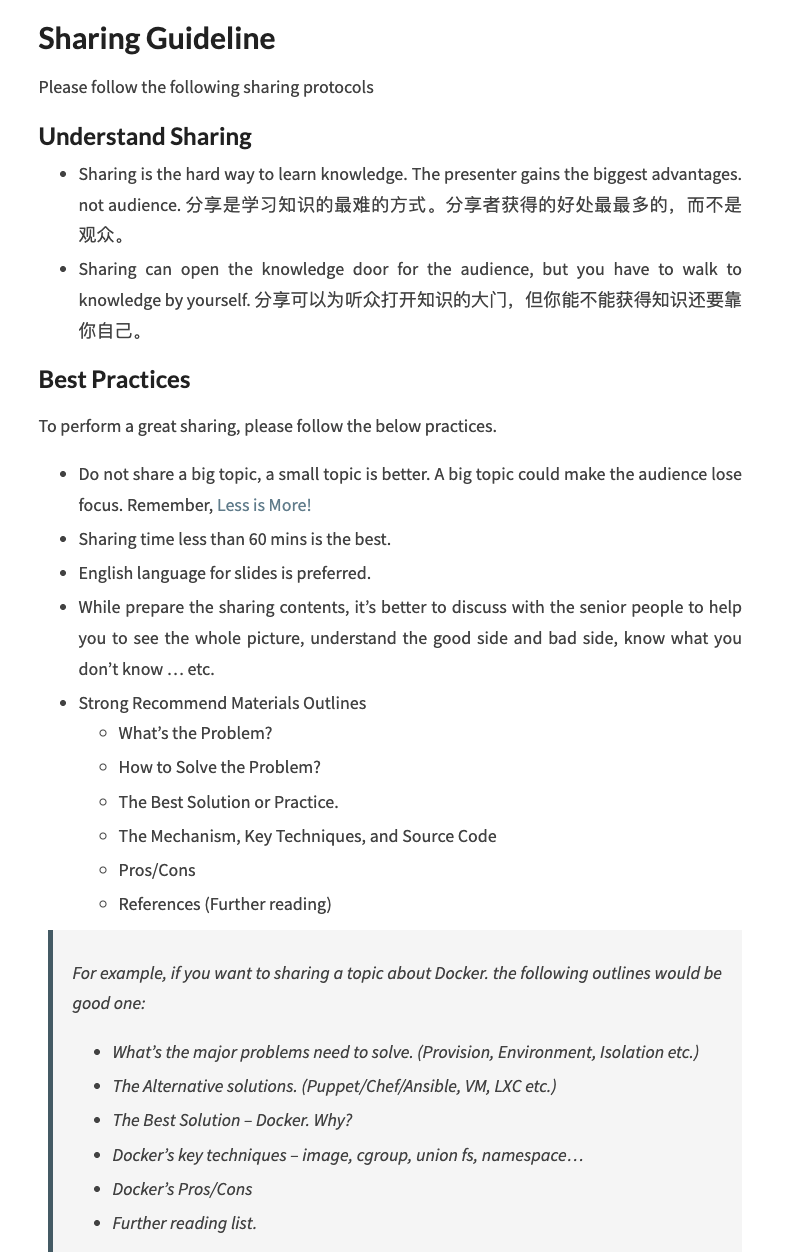 Sharing Guideline
Please follow the following sharing protocols
Understand Sharing
• Sharing is the hard way to learn knowledge. The presenter gains the biggest advantages.
not audience. 分享是学习知识的最难的方式。分享者获得的好处最最多的，而不是
观众。
• Sharing can open the knowledge door for the audience, but you have to walk to
knowledge by yourself. 分享可以为听众打开知识的大门，但你能不能获得知识还要靠
你自己。
Best Practices
To perform a great sharing, please follow the below practices.
• Do not share a big topic, a small topic is better. A big topic could make the audience lose
focus. Remember, Less is More!
• Sharing time less than 60 mins is the best.
• English language for slides is preferred.
• While prepare the sharing contents, it’s better to discuss with the senior people to help
you to see the whole picture, understand the good side and bad side, know what you
don’t know … etc.
• Strong Recommend Materials Outlines
◦ What’s the Problem?
◦ How to Solve the Problem?
◦ The Best Solution or Practice.
◦ The Mechanism, Key Techniques, and Source Code
◦ Pros/Cons
◦ References (Further reading)
For example, if you want to sharing a topic about Docker. the following outlines would be
good one:
• What’s the major problems need to solve. (Provision, Environment, Isolation etc.)
• The Alternative solutions. (Puppet/Chef/Ansible, VM, LXC etc.)
• The Best Solution – Docker. Why?
• Docker’s key techniques – image, cgroup, union fs, namespace…
• Docker’s Pros/Cons
• Further reading list.